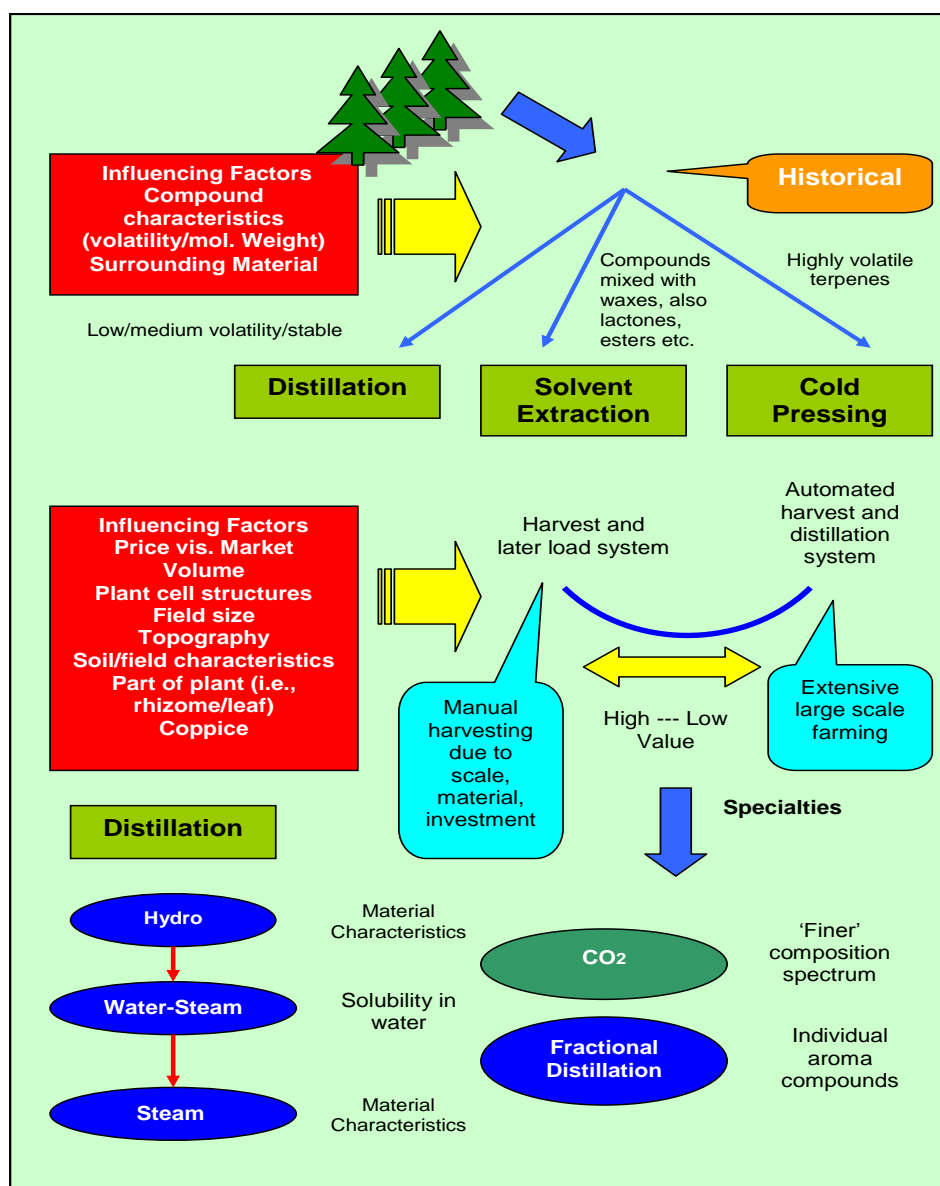 Influencing Factors
Compound
characteristics
(volatility/mol. Weight)
Surrounding Material
Historical
Compounds
mixed with
waxes, also
lactones,
esters etc.
Highly volatile
terpenes
Low/medium volatility/stable
Distillation
Solvent
Extraction
Cold
Pressing
Influencing Factors
Price vis. Market
Volume
Plant cell structures
Field size
Topography
Soil/field characteristics
Part of plant (i.e.,
rhizome/leaf)
Coppice
Harvest and
later load system
Automated
harvest and
distillation
system
Manual
harvesting
due to
scale,
material,
investment
High --- Low
Value
Extensive
large scale
farming
Specialties
Distillation
Hydro
Material
Characteristics
Water-Steam
Solubility in
water
Steam
Material
Characteristics
CO2
‘Finer’
composition
spectrum
Fractional
Distillation
Individual
aroma
compounds